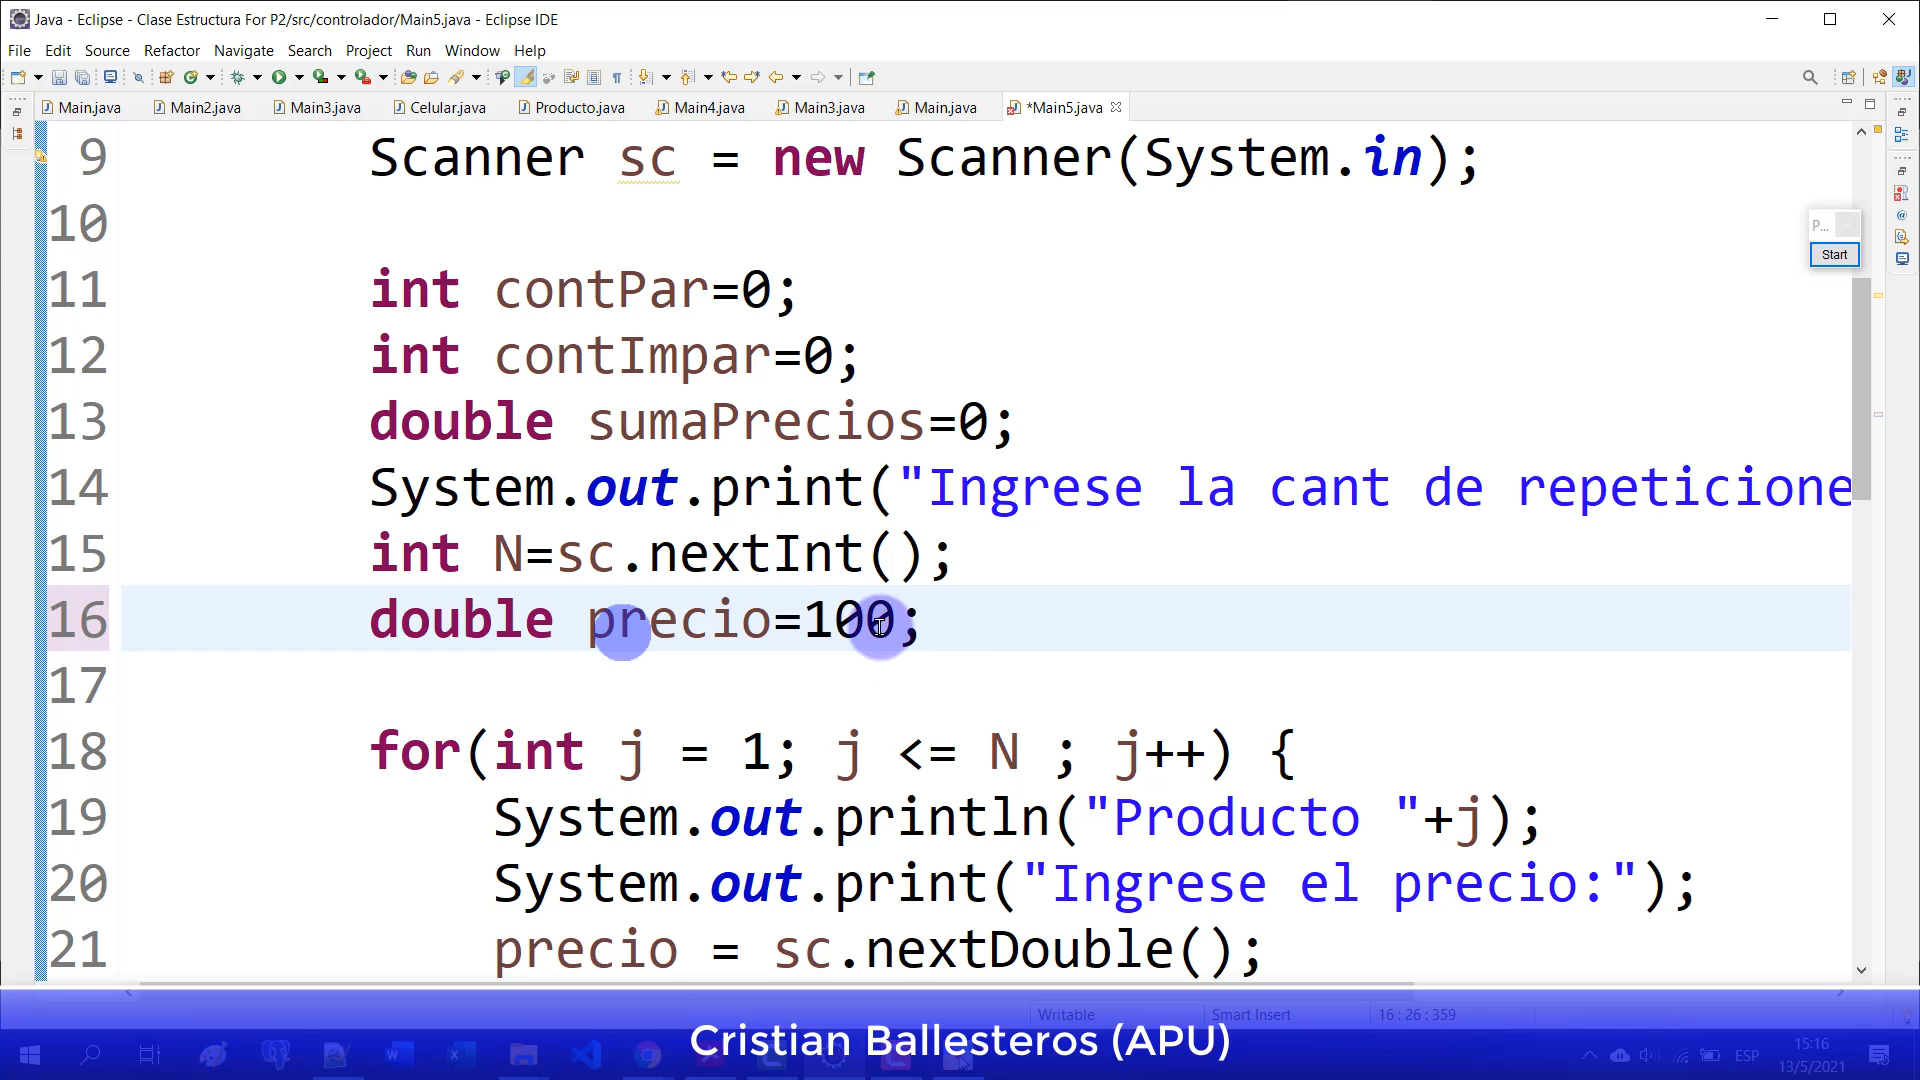 Java - Eclipse - Clase Estructura For P2/src/controlador/Main5.java - Eclipse IDE
File Edit Source Refactor Navigate Search Project Run Window Help
Main.java Main2.java Main3.java Celular.java Producto.java Main4.java Main3.java Main.java *Main5.java
9 Scanner sc = new Scanner(System.in);
10
P...
Start
11 int contPar=0;
12 int contImpar=0;
13 double sumaPrecios=0;
14 System.out.print("Ingrese la cant de repeticione
15 int N=sc.nextInt();
16 double precio=100;
17
18 for(int j = 1; j <= N ; j++) {
19 System.out.println("Producto "+j);
20 System.out.print("Ingrese el precio:");
21 precio = sc.nextDouble();
Writable Smart Insert 16 : 26 : 359
Cristian Ballesteros (APU)
ESP
15:16
13/5/2021